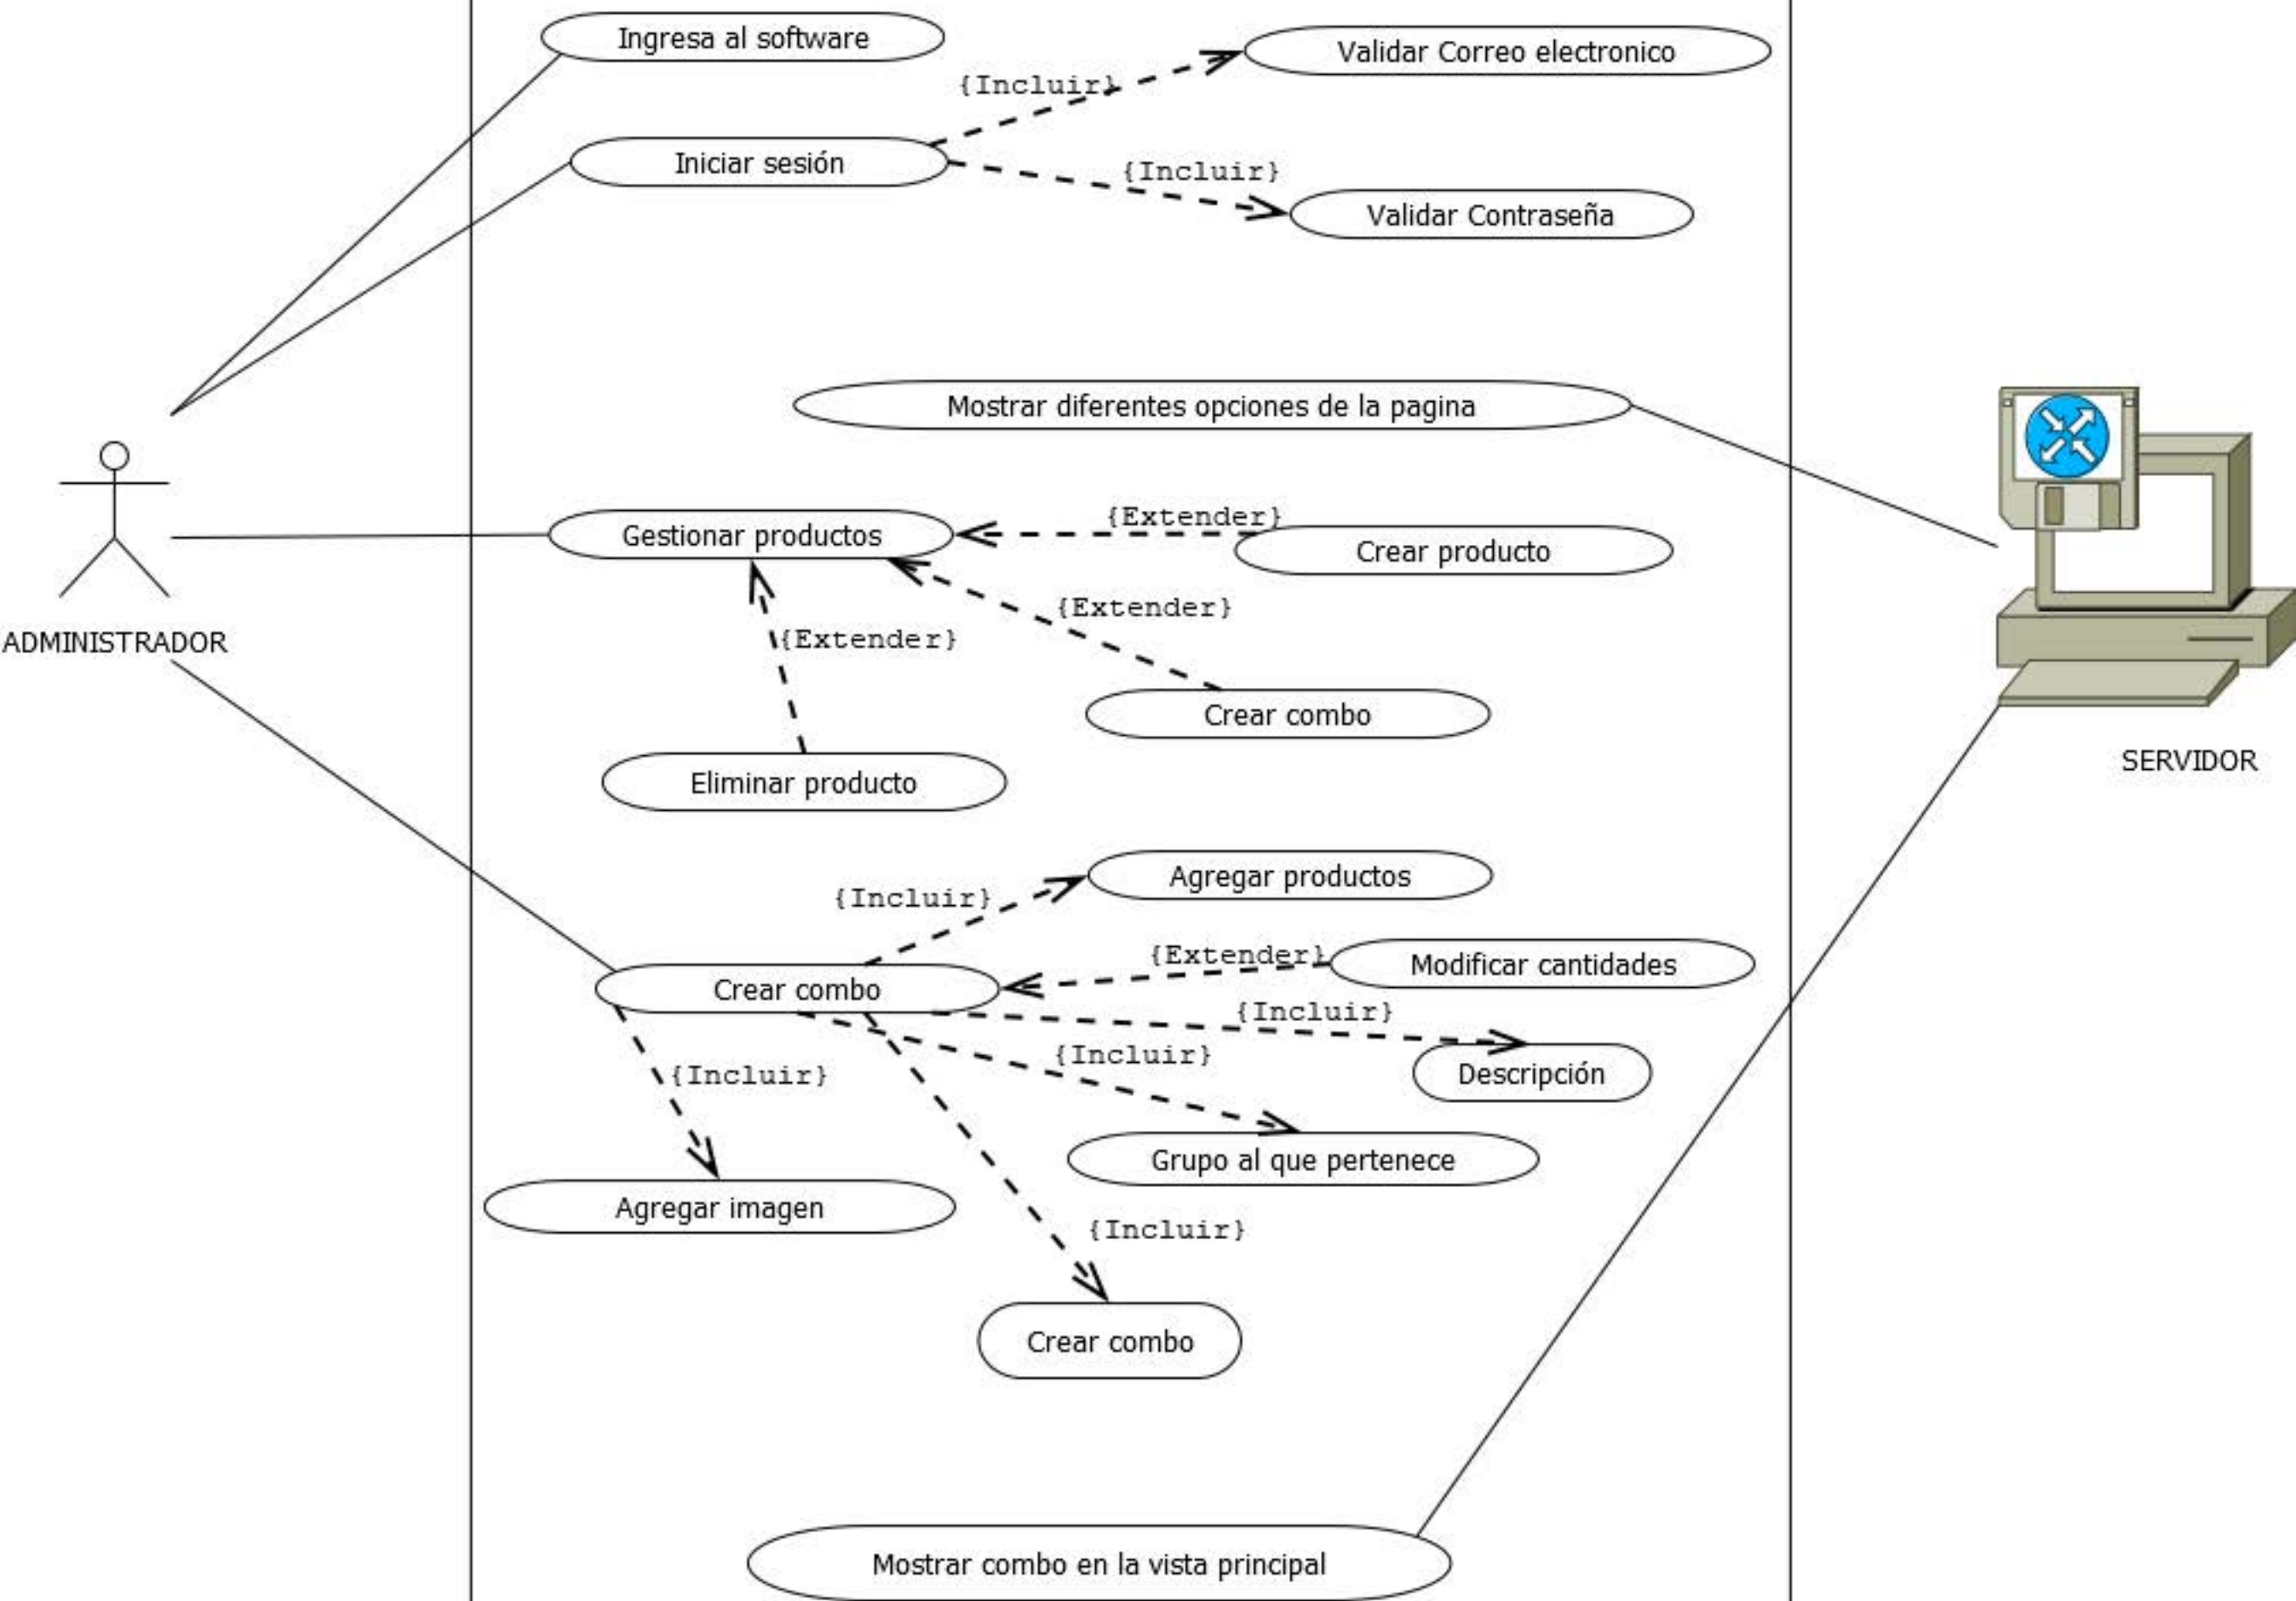 Ingresa al software
Validar Correo electronico
{Incluir}
Iniciar sesión
{Incluir}
Validar Contraseña
Mostrar diferentes opciones de la pagina
{Extender}
Gestionar productos
Crear producto
{Extender}
{Extender}
ADMINISTRADOR
Crear combo
SERVIDOR
Eliminar producto
Agregar productos
{Incluir}
{Extender}
Modificar cantidades
Crear combo
{Incluir}
{Incluir}
Descripción
{Incluir}
Grupo al que pertenece
Agregar imagen
{Incluir}
Crear combo
Mostrar combo en la vista principal